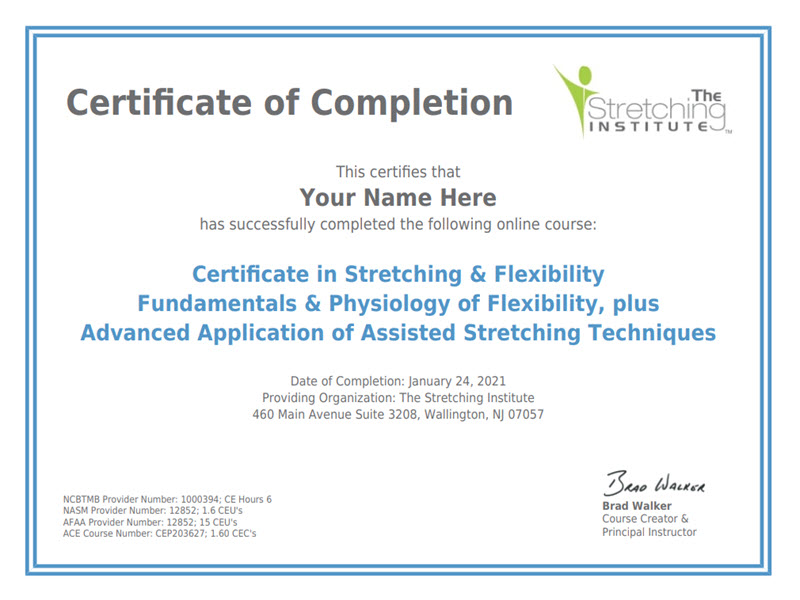 Certificate of Completion
The
Stretching
INSTITUTE™
This certifies that
Your Name Here
has successfully completed the following online course:
Certificate in Stretching & Flexibility
Fundamentals & Physiology of Flexibility, plus
Advanced Application of Assisted Stretching Techniques
Date of Completion: January 24, 2021
Providing Organization: The Stretching Institute
460 Main Avenue Suite 3208, Wallington, NJ 07057
NCBTMB Provider Number: 1000394; CE Hours 6
NASM Provider Number: 12852; 1.6 CEU's
AFAA Provider Number: 12852; 15 CEU's
ACE Course Number: CEP203627; 1.60 CEC's
Brad Walker
Brad Walker
Course Creator &
Principal Instructor